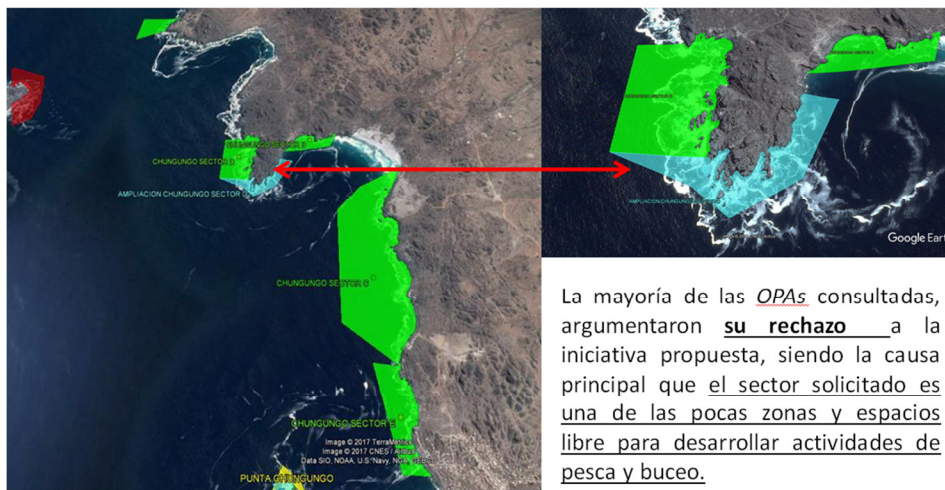 CHUNGUNGO SECTOR B
CHUNGUNGO SECTOR D
AMPLIACION CHUNGUNGO SECTOR D
CHUNGUNGO SECTOR C
CHUNGUNGO SECTOR E
Image © 2017 TerraMetrics
Image © 2017 CNES / Airbus
Data SIO, NOAA, U.S. Navy, NGA, GEBCO
PUNTA CHUNGUNGO
AMPLIACION CHUNGUNGO
Google Eart
La mayoría de las OPAs consultadas,
argumentaron su rechazo a la
iniciativa propuesta, siendo la causa
principal que el sector solicitado es
una de las pocas zonas y espacios
libre para desarrollar actividades de
pesca y buceo.